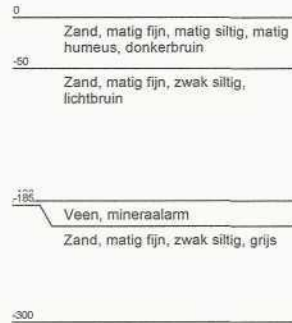 0
Zand, matig fijn, matig siltig, matig
humeus, donkerbruin
-50
Zand, matig fijn, zwak siltig,
lichtbruin
Veen, mineraalarm
Zand, matig fijn, zwak siltig, grijs
-300